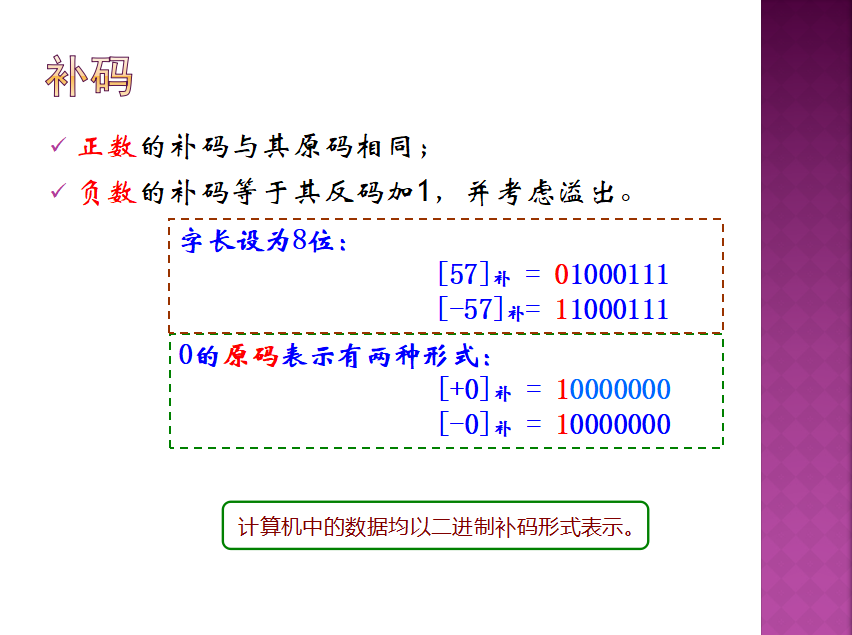 补码
正数的补码与其原码相同；
负数的补码等于其反码加1，并考虑溢出。
字长设为8位：
[57]补 = 01000111
[-57]补= 11000111
0的原码表示有两种形式：
[+0]补 = 10000000
[-0]补 = 10000000
计算机中的数据均以二进制补码形式表示。